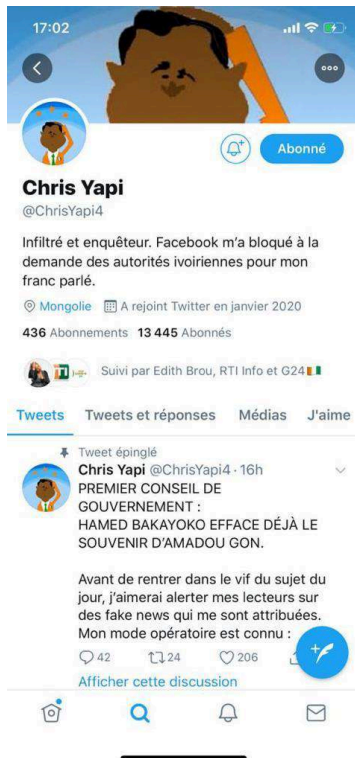 17:02
Abonné
Chris Yapi
@ChrisYapi4
Infiltré et enquêteur. Facebook m'a bloqué à la
demande des autorités ivoiriennes pour mon
franc parlé.
Mongolie A rejoint Twitter en janvier 2020
436 Abonnements 13 445 Abonnés
Suivi par Edith Brou, RTI Info et G24
Tweets Tweets et réponses Médias J'aime
Tweet épinglé
Chris Yapi @ChrisYapi4 · 16h
PREMIER CONSEIL DE
GOUVERNEMENT :
HAMED BAKAYOKO EFFACE DÉJÀ LE
SOUVENIR D'AMADOU GON.
Avant de rentrer dans le vif du sujet du
jour, j'aimerai alerter mes lecteurs sur
des fake news qui me sont attribuées.
Mon mode opératoire est connu :
42 24 206
Afficher cette discussion